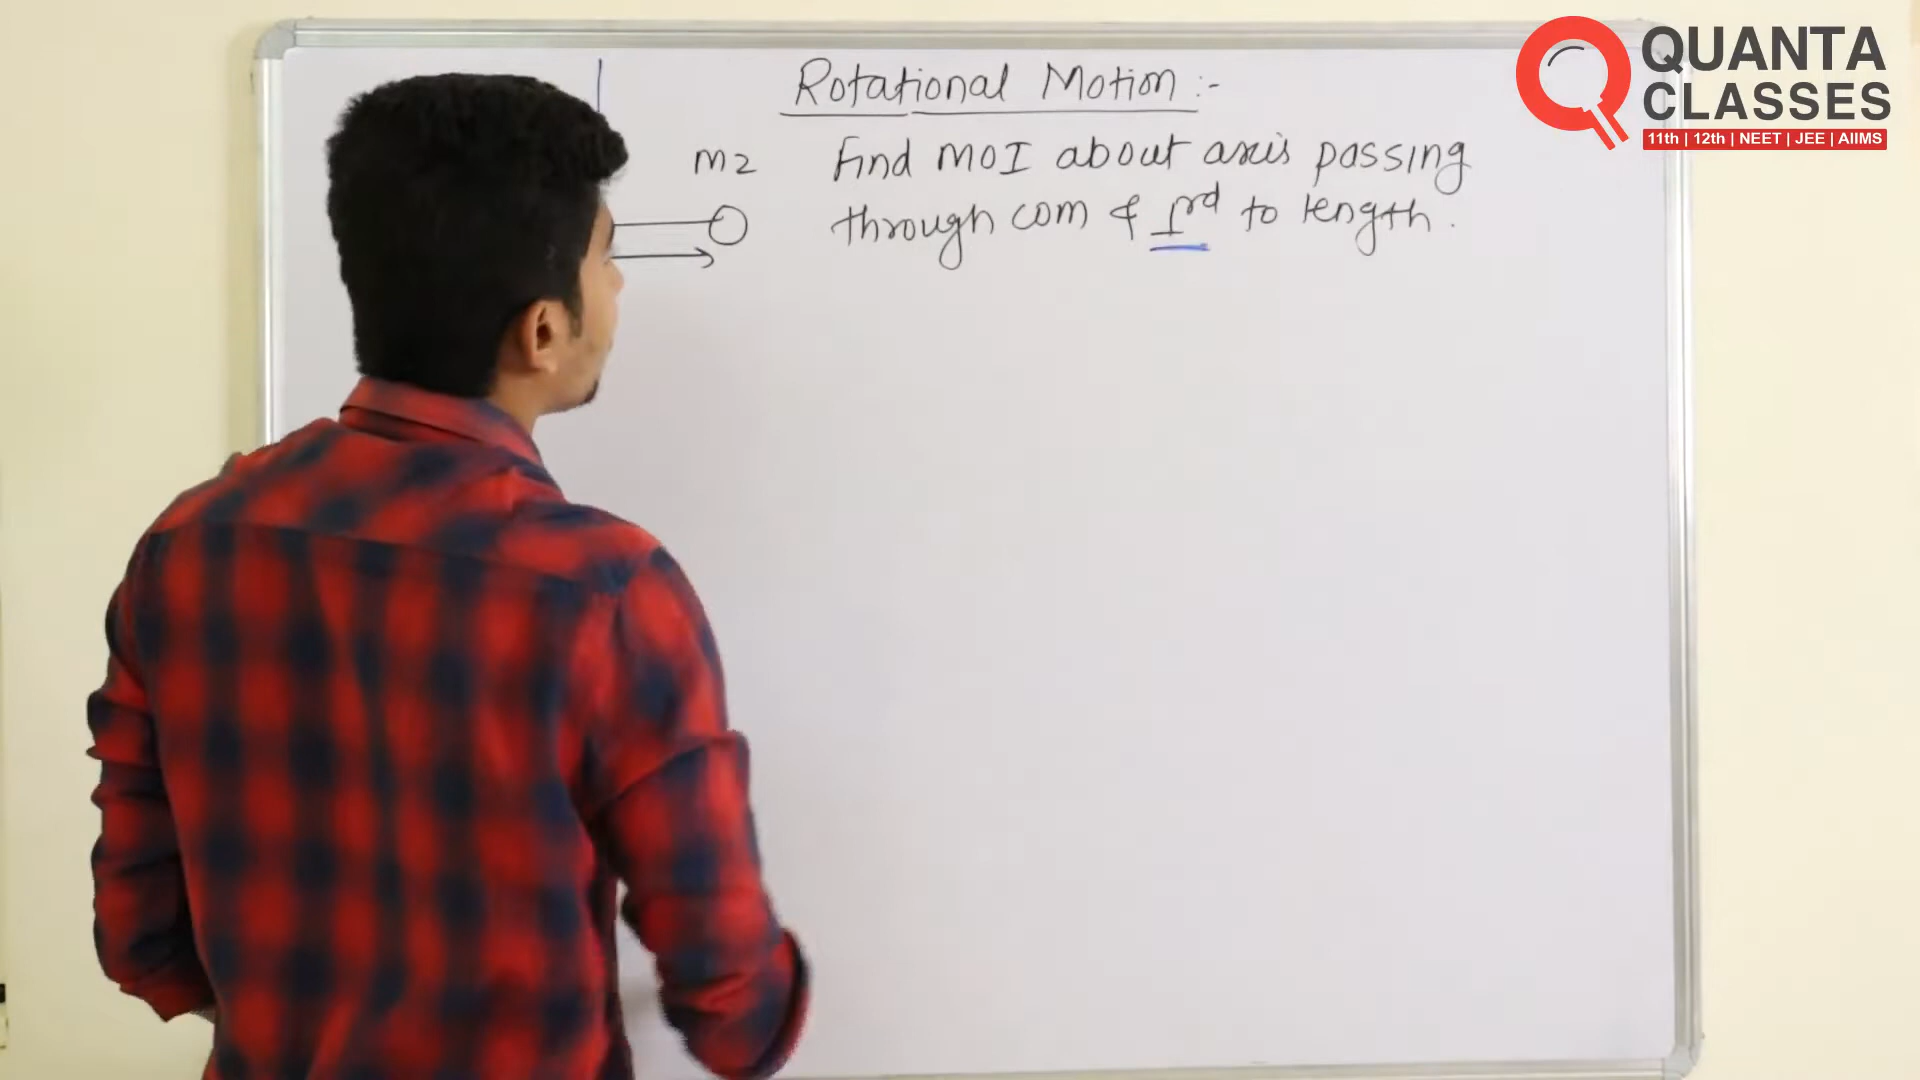 QUANTA
CLASSES
11th | 12th | NEET | JEE | AIIMS
Rotational Motion :-
m2
Find MOI about axis passing
through com & ⊥rd to length.